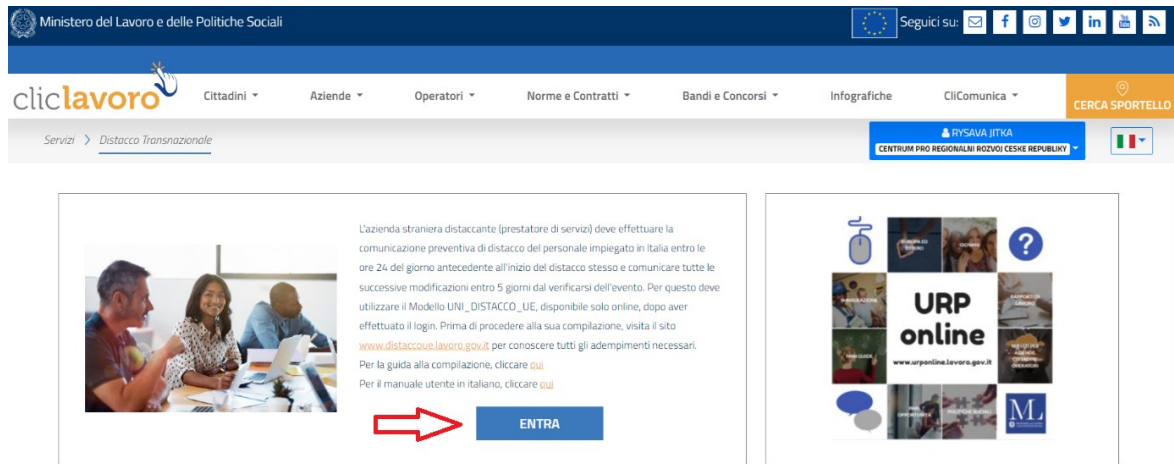 Ministero del Lavoro e delle Politiche Sociali
Seguici su:
cliclavoro
Cittadini
Aziende
Operatori
Norme e Contratti
Bandi e Concorsi
Infografiche
CliComunica
CERCA SPORTELLO
Servizi > Distacco Transnazionale
RYSAVA JITKA
CENTRUM PRO REGIONALNI ROZVOJ CESKE REPUBLIKY
L'azienda straniera distaccante (prestatore di servizi) deve effettuare la
comunicazione preventiva di distacco del personale impiegato in Italia entro le
ore 24 del giorno antecedente all'inizio del distacco stesso e comunicare tutte le
successive modificazioni entro 5 giorni dal verificarsi dell'evento. Per questo deve
utilizzare il Modello UNI_DISTACCO_UE, disponibile solo online, dopo aver
effettuato il login. Prima di procedere alla sua compilazione, visita il sito
www.distaccoue.lavoro.gov.it per conoscere tutti gli adempimenti necessari.
Per la guida alla compilazione, cliccare qui
Per il manuale utente in italiano, cliccare qui
ENTRA
URP
online
www.urponline.lavoro.gov.it